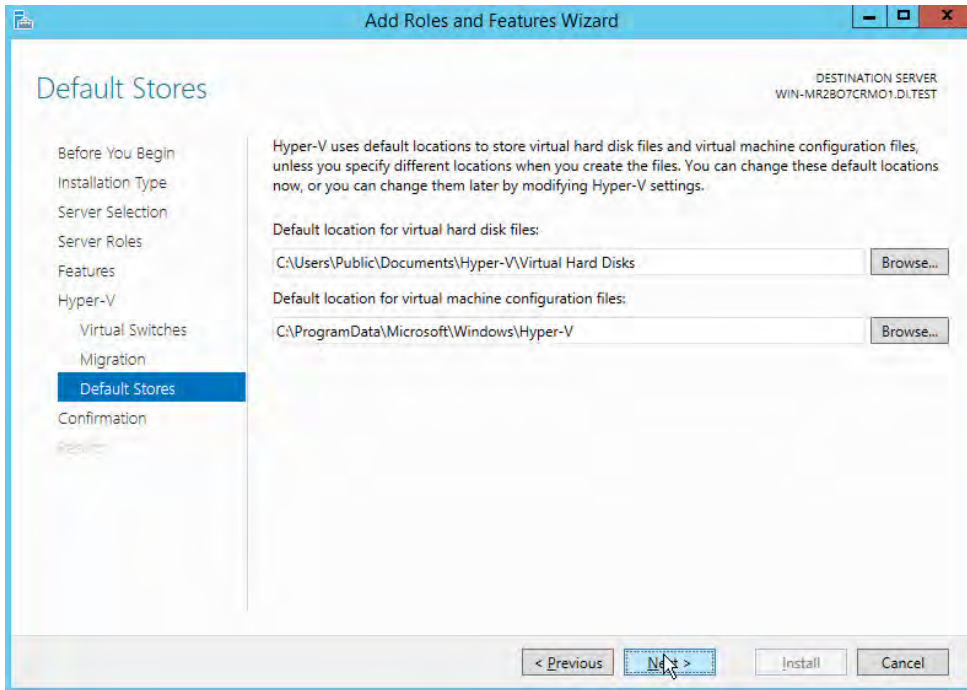 Add Roles and Features Wizard
Default Stores
DESTINATION SERVER
WIN-MR2BO7CRMO1.DI.TEST
Before You Begin
Installation Type
Server Selection
Server Roles
Features
Hyper-V
Virtual Switches
Migration
Default Stores
Confirmation
Results
Hyper-V uses default locations to store virtual hard disk files and virtual machine configuration files,
unless you specify different locations when you create the files. You can change these default locations
now, or you can change them later by modifying Hyper-V settings.
Default location for virtual hard disk files:
C:\Users\Public\Documents\Hyper-V\Virtual Hard Disks
Browse...
Default location for virtual machine configuration files:
C:\ProgramData\Microsoft\Windows\Hyper-V
Browse...
< Previous
Next >
Install
Cancel